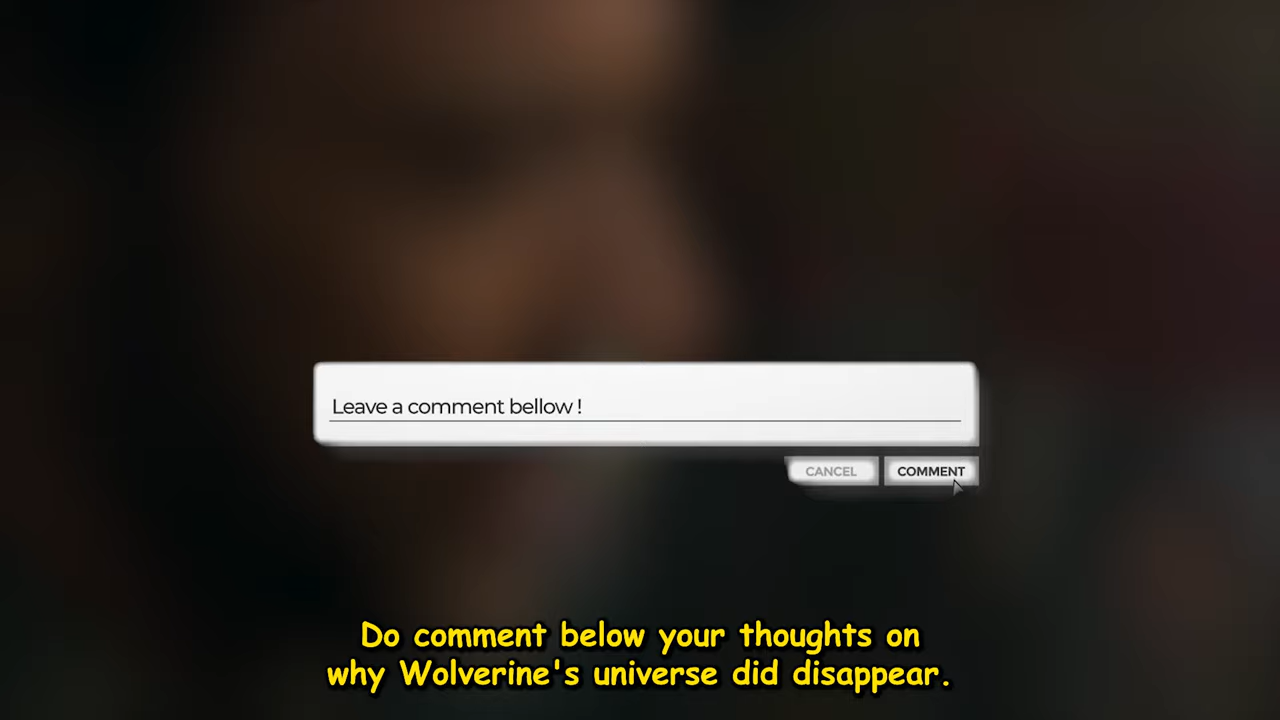 Leave a comment bellow !
CANCEL
COMMENT
Do comment below your thoughts on
why Wolverine's universe did disappear.